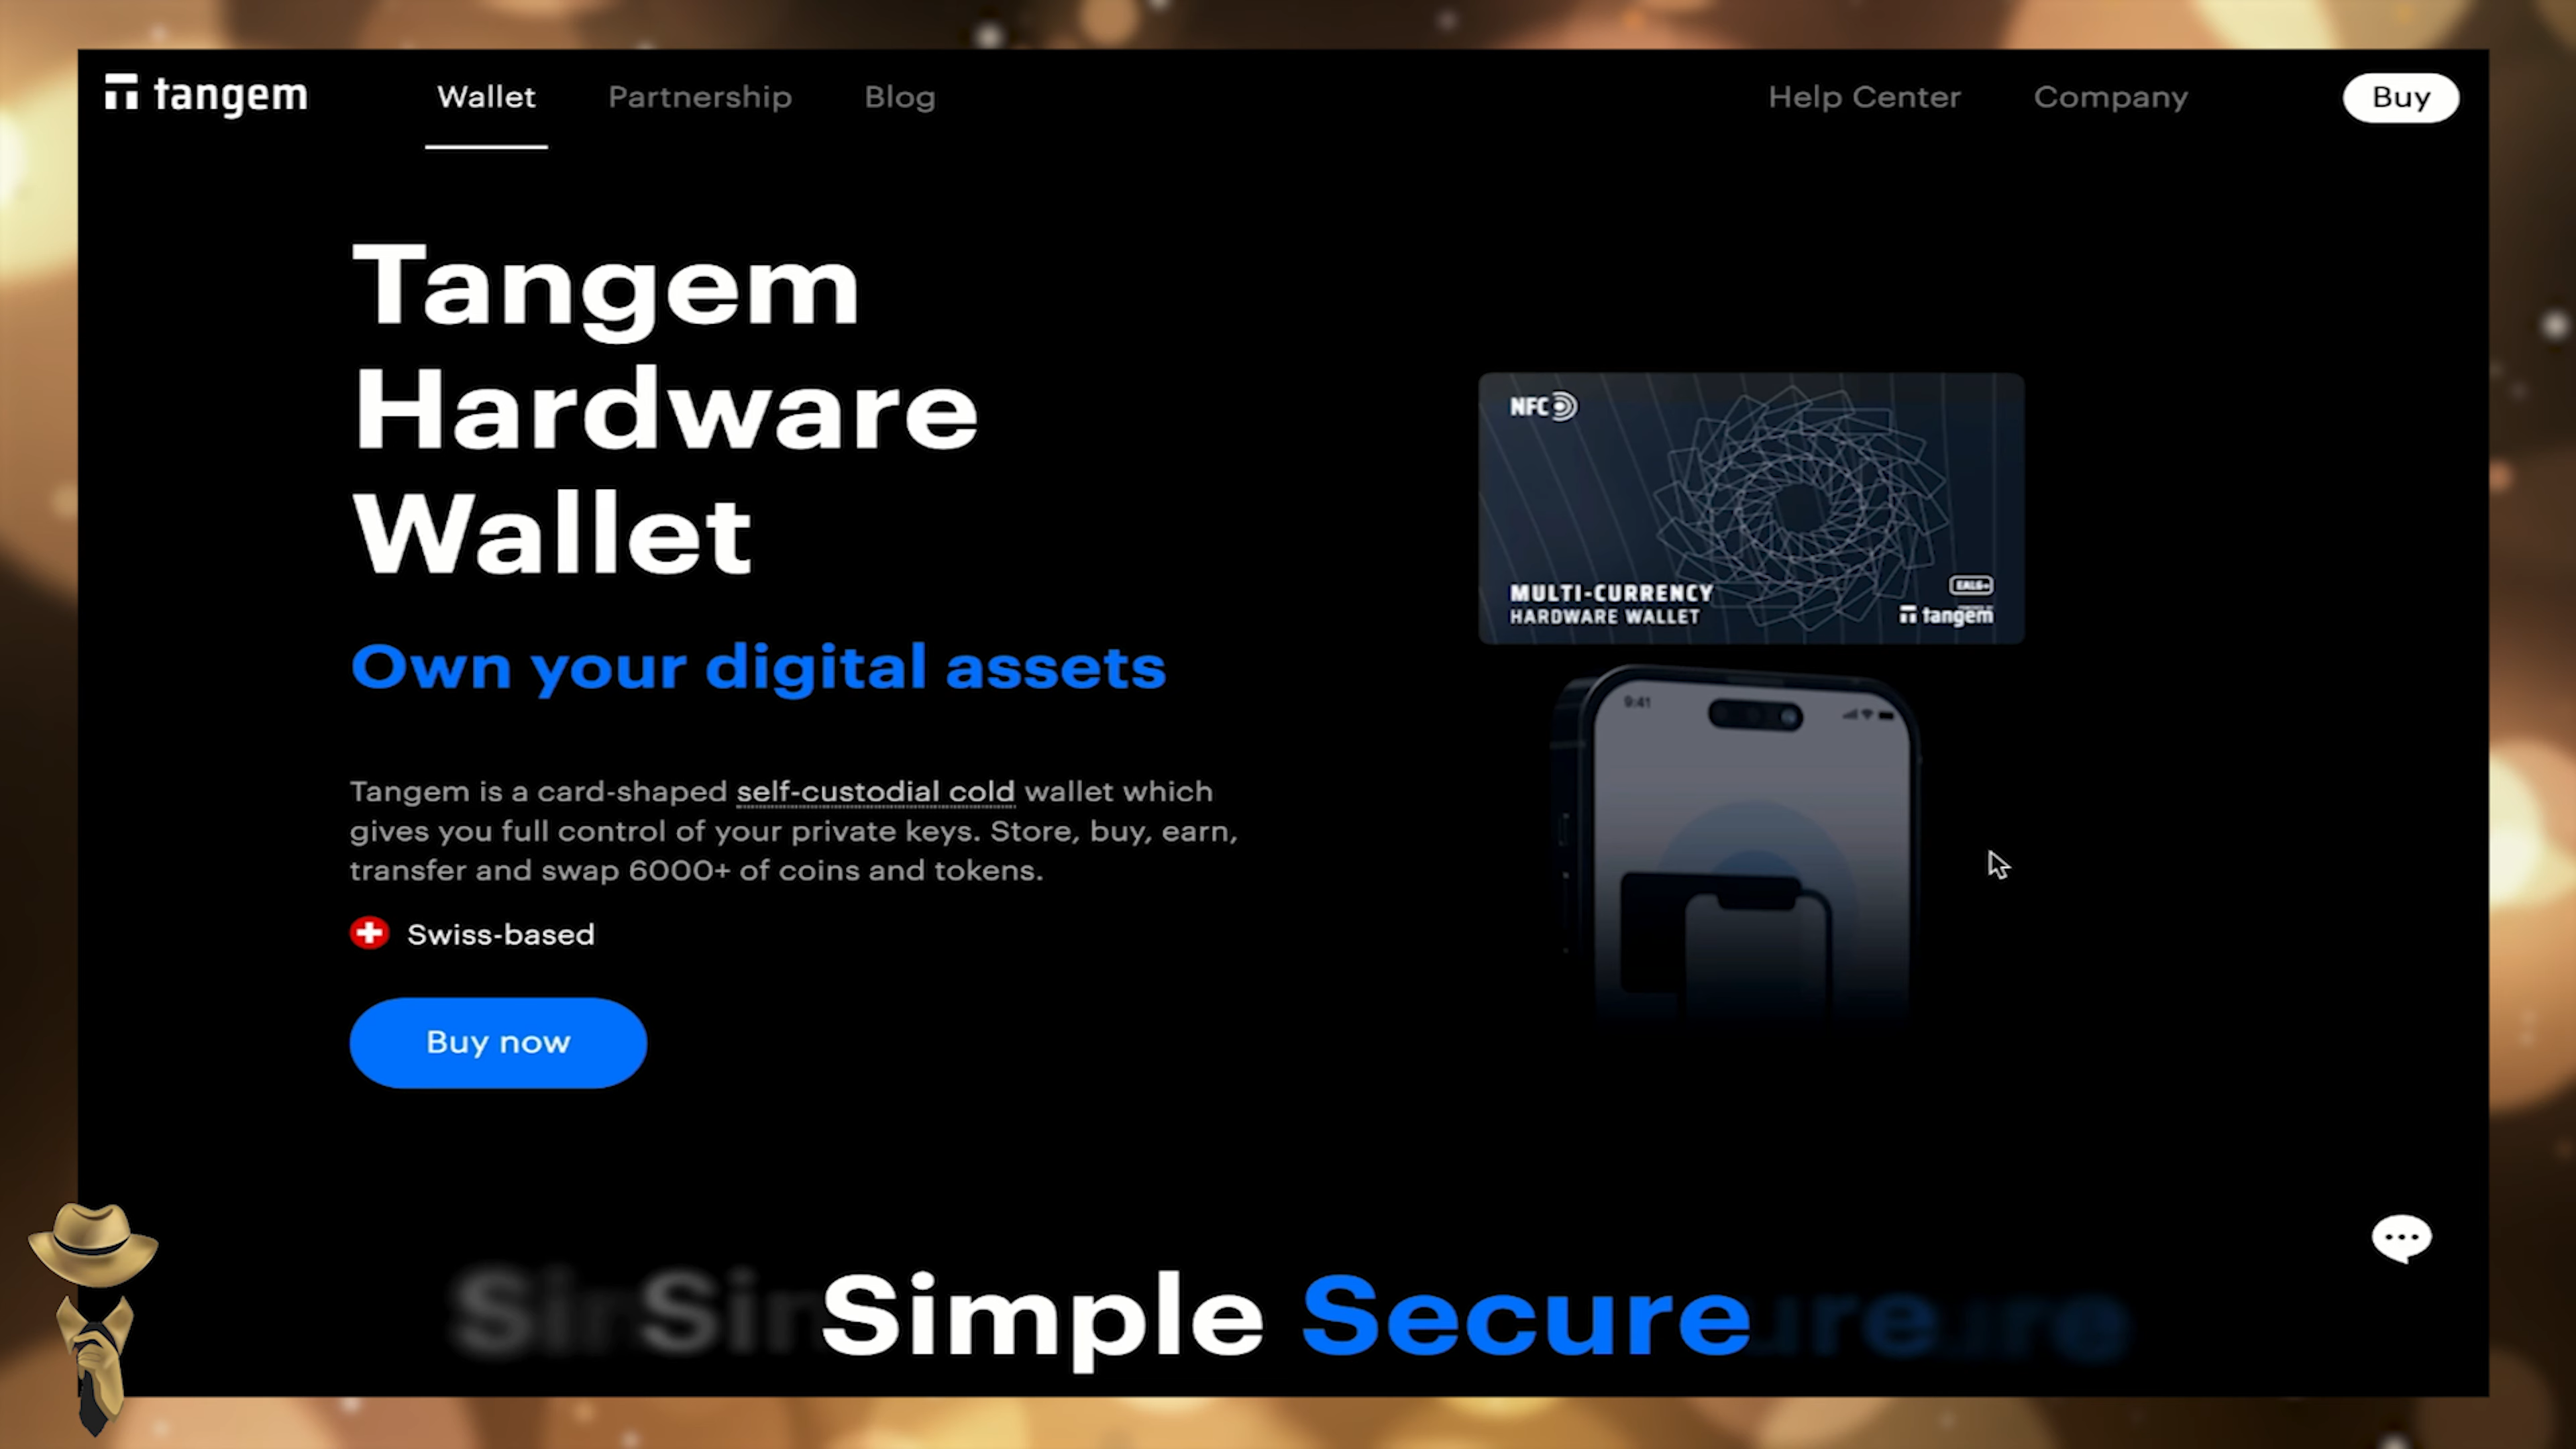 tangem
Wallet
Partnership
Blog
Help Center
Company
Buy
Tangem
Hardware
Wallet
Own your digital assets
Tangem is a card-shaped self-custodial cold wallet which
gives you full control of your private keys. Store, buy, earn,
transfer and swap 6000+ of coins and tokens.
Swiss-based
Buy now
NFC
MULTI-CURRENCY
HARDWARE WALLET
EAL6+
tangem
9:41
Simple Secure